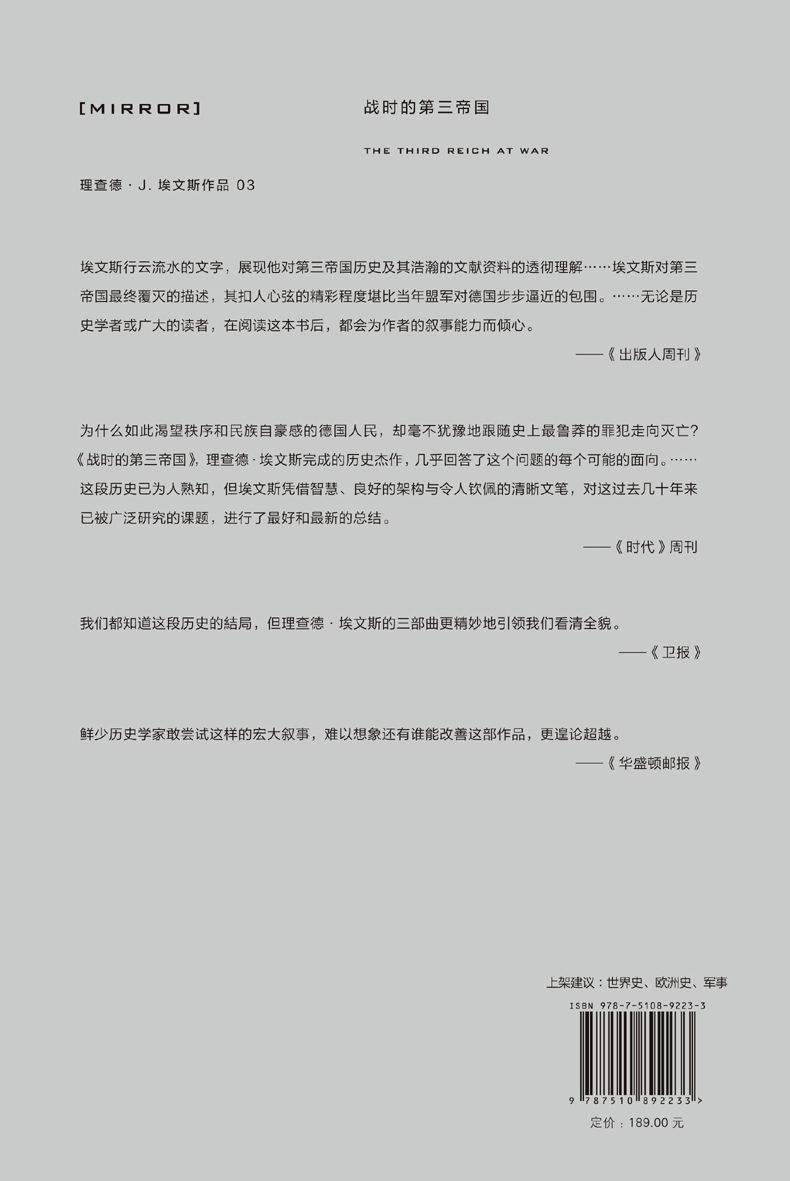 [MIRROR]
战时的第三帝国
THE THIRD REICH AT WAR
理查德·J. 埃文斯作品 03
埃文斯行云流水的文字，展现他对第三帝国历史及其浩瀚的文献资料的透彻理解……埃文斯对第三
帝国最终覆灭的描述，其扣人心弦的精彩程度堪比当年盟军对德国步步逼近的包围。……无论是历
史学者或广大的读者，在阅读这本书后，都会为作者的叙事能力而倾心。
——《出版人周刊》
为什么如此渴望秩序和民族自豪感的德国人民，却毫不犹豫地跟随史上最鲁莽的罪犯走向灭亡？
《战时的第三帝国》，理查德·埃文斯完成的历史杰作，几乎回答了这个问题的每个可能的面向。……
这段历史已为人熟知，但埃文斯凭借智慧、良好的架构与令人钦佩的清晰文笔，对这过去几十年来
已被广泛研究的课题，进行了最好和最新的总结。
——《时代》周刊
我们都知道这段历史的結局，但理查德·埃文斯的三部曲更精妙地引领我们看清全貌。
——《卫报》
鲜少历史学家敢尝试这样的宏大叙事，难以想象还有谁能改善这部作品，更遑论超越。
——《华盛顿邮报》
上架建议：世界史、欧洲史、军事
ISBN 978-7-5108-9223-3
9 787510 892233 >
定价：189.00 元